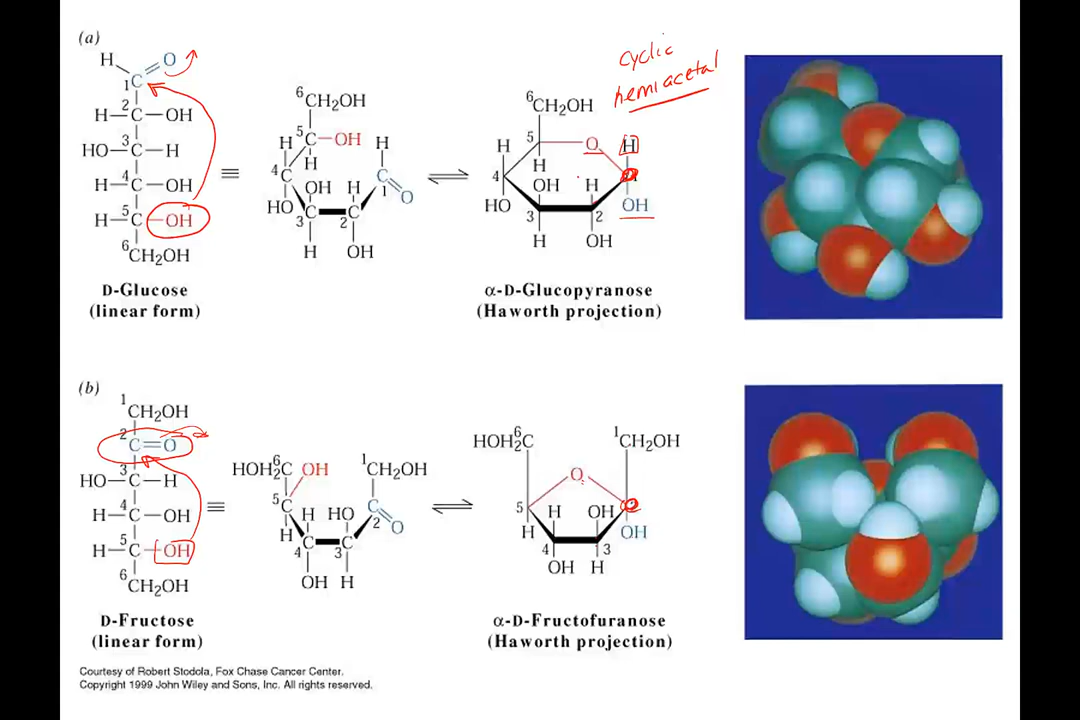 (a)
H O
1C
2
H—C—OH
3
HO—C—H
4
H—C—OH
5
H—C—OH
6
CH₂OH
D-Glucose
(linear form)
≡
6
CH₂OH
H 5C—OH H
4 H
C OH H C
1
HO C C O
3 2
H OH
⇌
cyclic
hemiacetal
6
CH₂OH
H 5 O H
H
4 OH H
HO OH
3 2
H OH
α-D-Glucopyranose
(Haworth projection)
(b)
1
CH₂OH
2
C=O
3
HO—C—H
4
H—C—OH
5
H—C—OH
6
CH₂OH
D-Fructose
(linear form)
≡
6 1
HOH₂C OH CH₂OH
5
C H HO C
2
H C C O
4 3
OH H
⇌
6 1
HOH₂C CH₂OH
O
5 H OH
H OH
4 3
OH H
α-D-Fructofuranose
(Haworth projection)
Courtesy of Robert Stodola, Fox Chase Cancer Center.
Copyright 1999 John Wiley and Sons, Inc. All rights reserved.